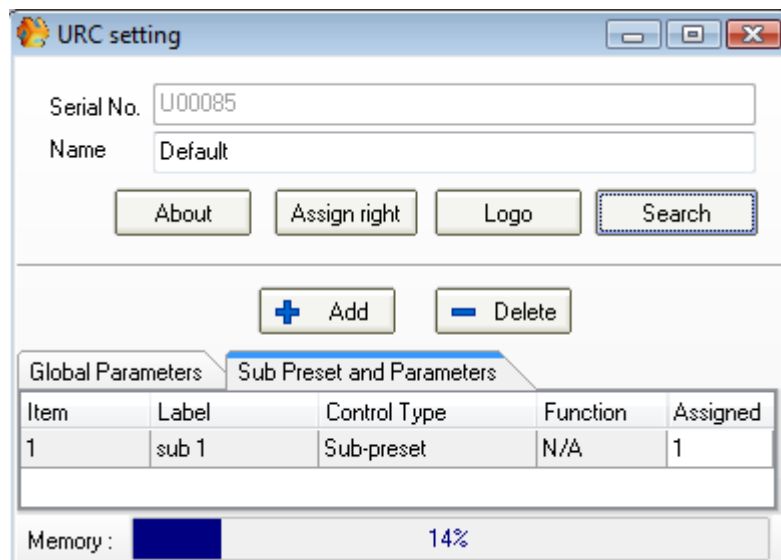 URC setting
Serial No. U00085
Name Default
About Assign right Logo Search
Add Delete
Global Parameters Sub Preset and Parameters
Item Label Control Type Function Assigned
1 sub 1 Sub-preset N/A 1
Memory : 14%